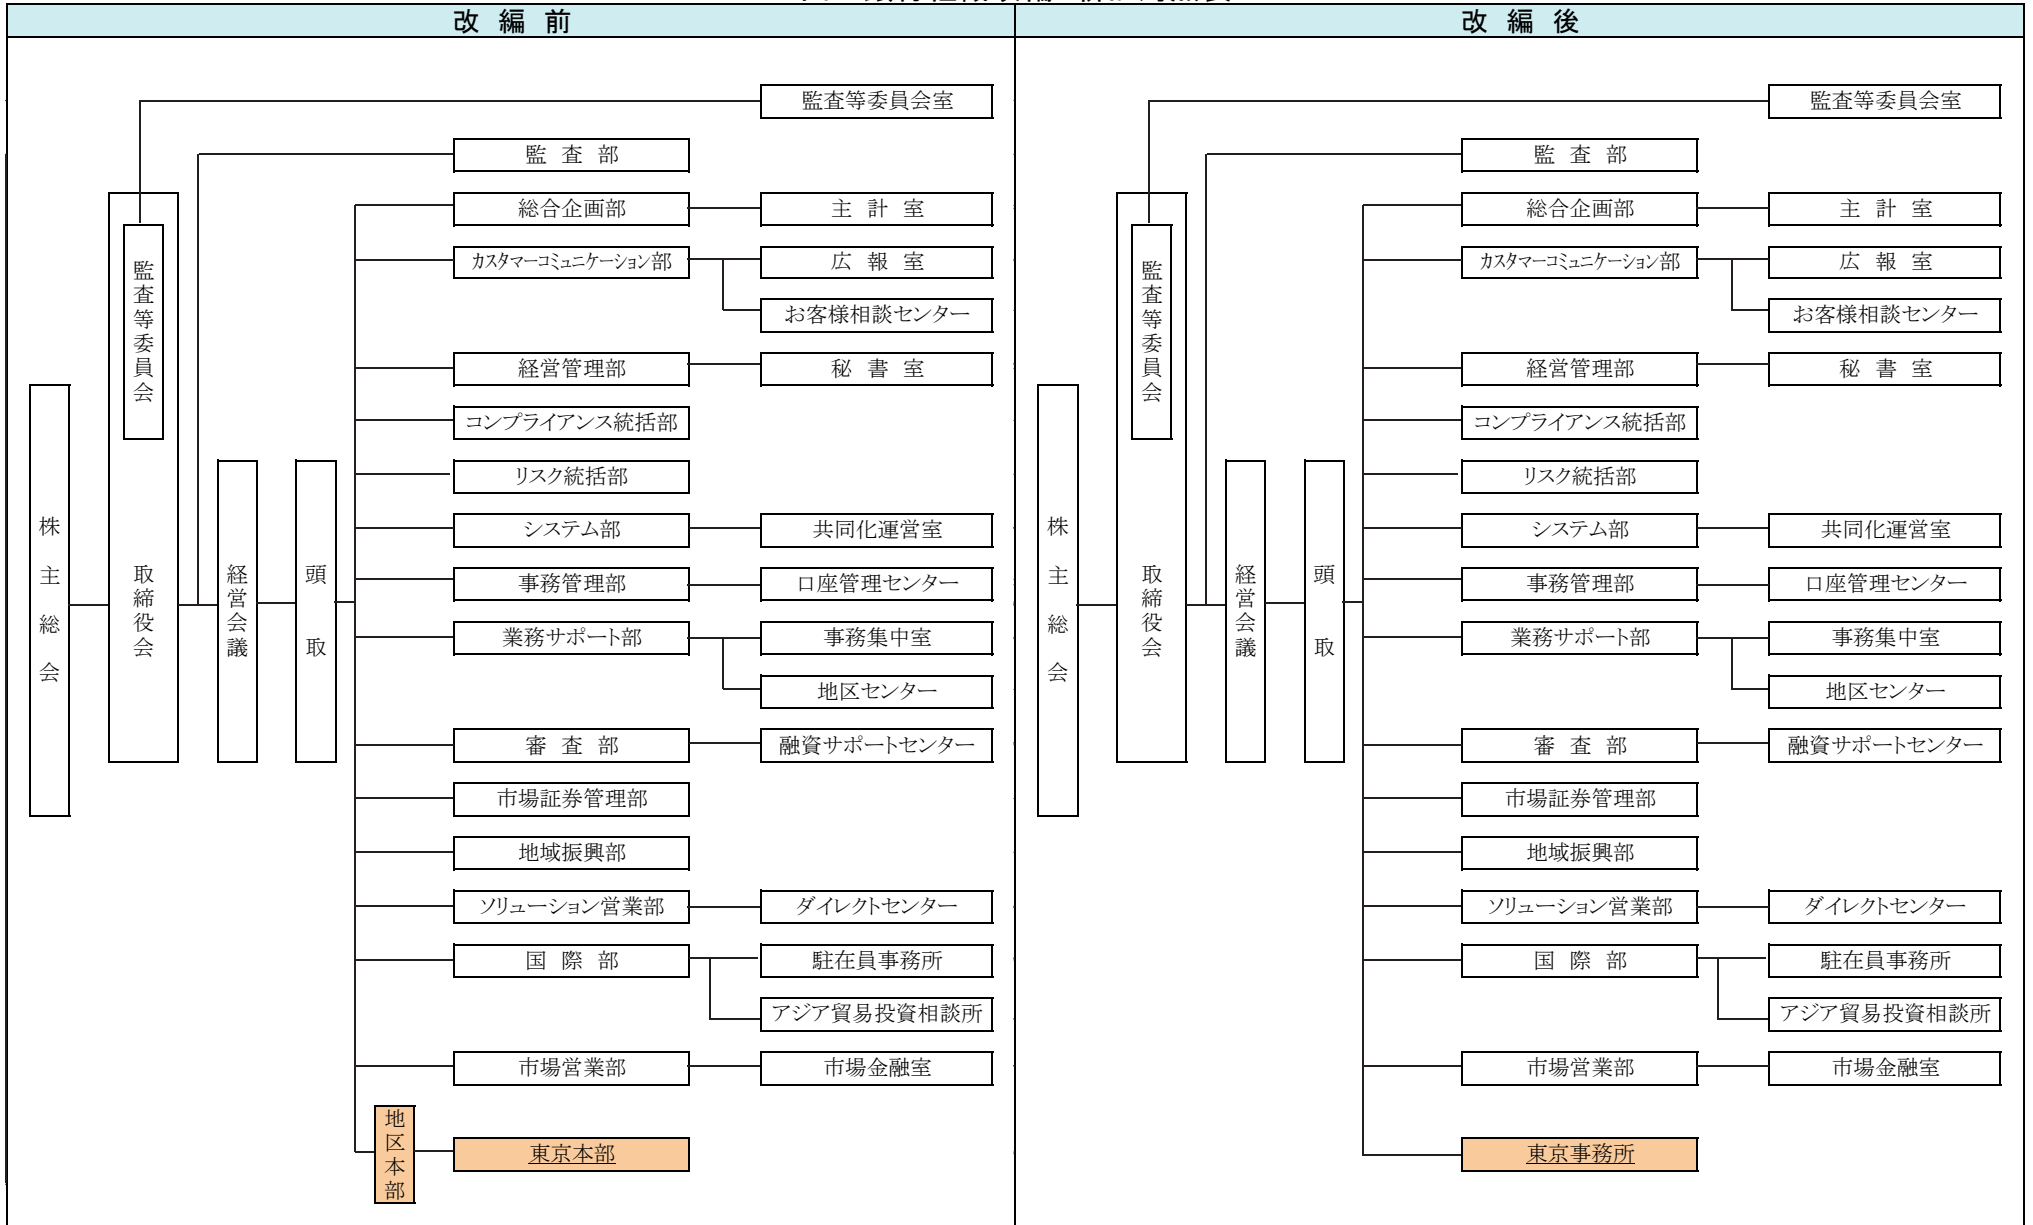 改 編 前
監査等委員会室
監 査 部
総合企画部
主 計 室
カスタマーコミュニケーション部
広 報 室
お客様相談センター
経営管理部
秘 書 室
コンプライアンス統括部
リスク統括部
システム部
共同化運営室
事務管理部
口座管理センター
業務サポート部
事務集中室
地区センター
審 査 部
融資サポートセンター
市場証券管理部
地域振興部
ソリューション営業部
ダイレクトセンター
国 際 部
駐在員事務所
アジア貿易投資相談所
市場営業部
市場金融室
地区本部
東京本部
株主総会
監査等委員会
取締役会
経営会議
頭取
改 編 後
監査等委員会室
監 査 部
総合企画部
主 計 室
カスタマーコミュニケーション部
広 報 室
お客様相談センター
経営管理部
秘 書 室
コンプライアンス統括部
リスク統括部
システム部
共同化運営室
事務管理部
口座管理センター
業務サポート部
事務集中室
地区センター
審 査 部
融資サポートセンター
市場証券管理部
地域振興部
ソリューション営業部
ダイレクトセンター
国 際 部
駐在員事務所
アジア貿易投資相談所
市場営業部
市場金融室
東京事務所
株主総会
監査等委員会
取締役会
経営会議
頭取